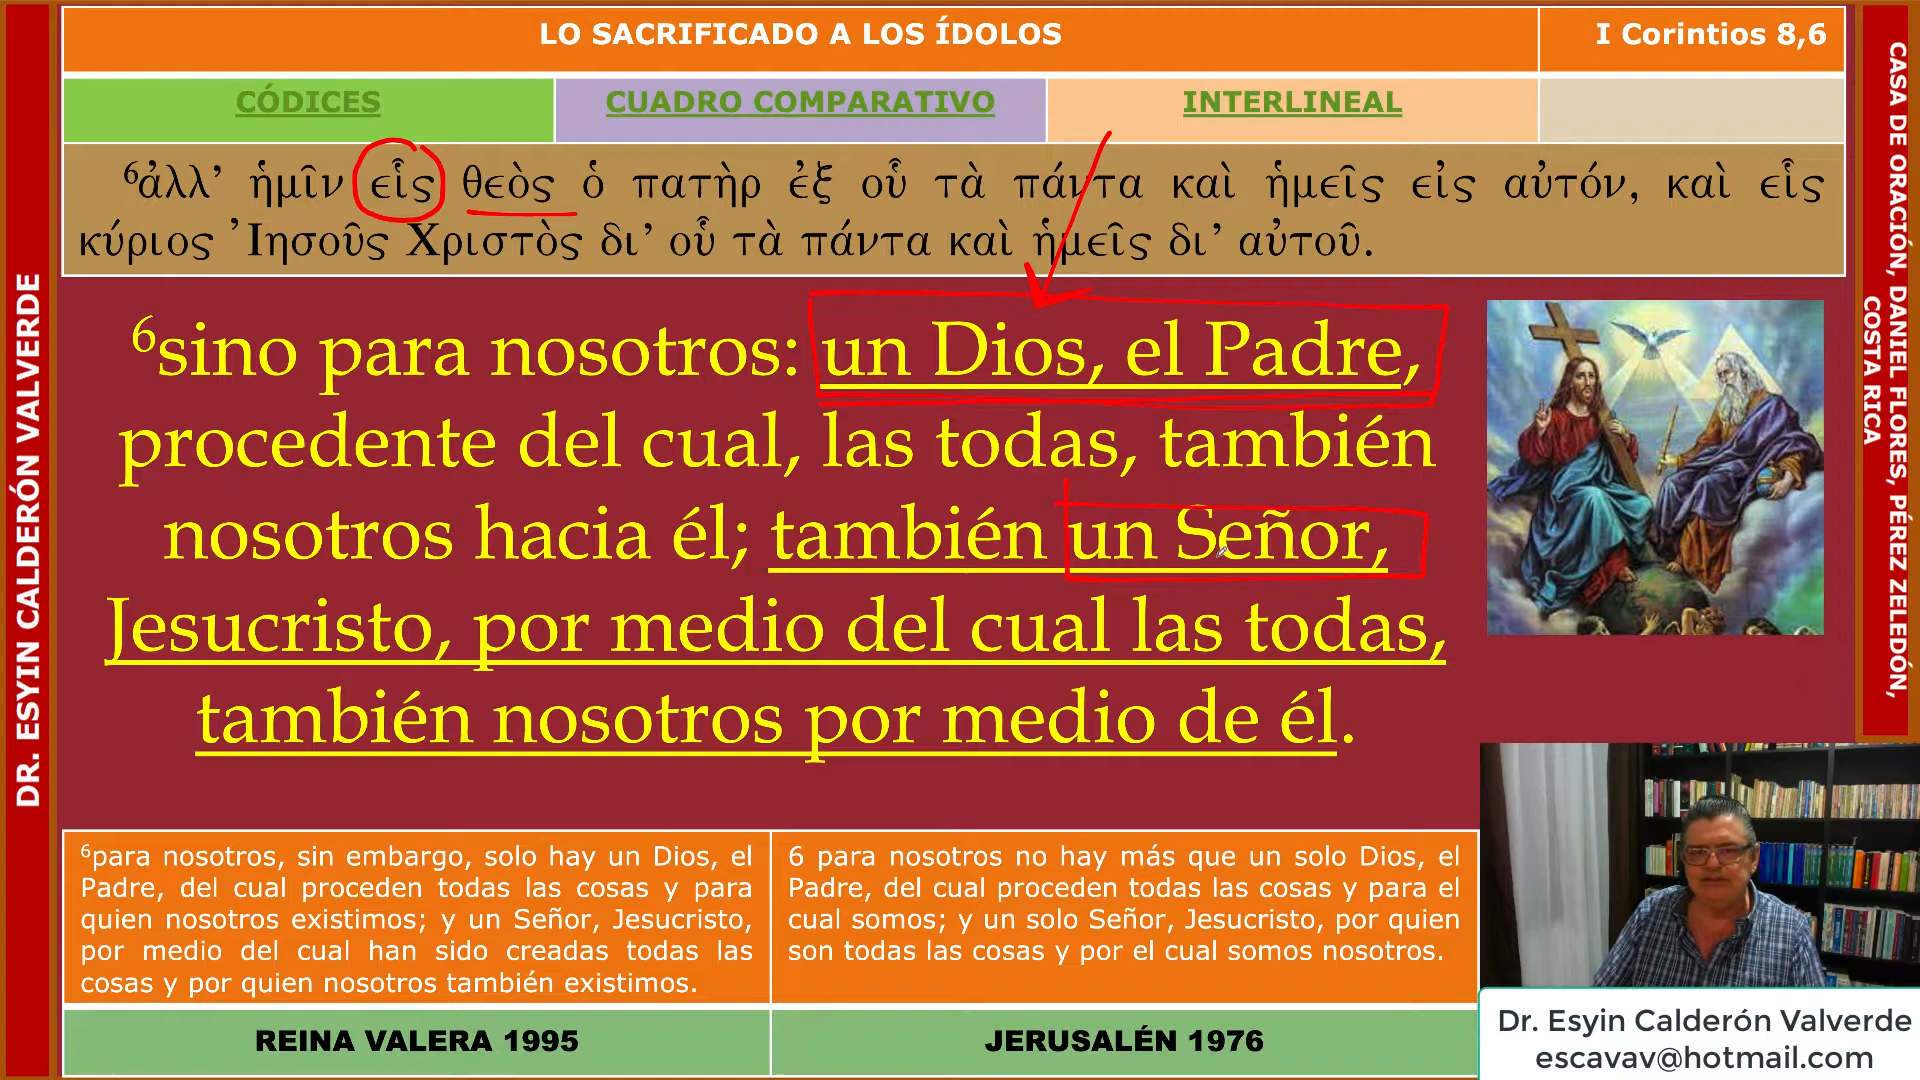 LO SACRIFICADO A LOS ÍDOLOS
I Corintios 8,6
CÓDICES
CUADRO COMPARATIVO
INTERLINEAL
⁶ἀλλ’ ἡμῖν εἷς θεὸς ὁ πατὴρ ἐξ οὗ τὰ πάντα καὶ ἡμεῖς εἰς αὐτόν, καὶ εἷς
κύριος ’Ιησοῦς Χριστὸς δι’ οὗ τὰ πάντα καὶ ἡμεῖς δι’ αὐτοῦ.
⁶sino para nosotros: un Dios, el Padre,
procedente del cual, las todas, también
nosotros hacia él; también un Señor,
Jesucristo, por medio del cual las todas,
también nosotros por medio de él.
⁶para nosotros, sin embargo, solo hay un Dios, el
Padre, del cual proceden todas las cosas y para
quien nosotros existimos; y un Señor, Jesucristo,
por medio del cual han sido creadas todas las
cosas y por quien nosotros también existimos.
6 para nosotros no hay más que un solo Dios, el
Padre, del cual proceden todas las cosas y para el
cual somos; y un solo Señor, Jesucristo, por quien
son todas las cosas y por el cual somos nosotros.
REINA VALERA 1995
JERUSALÉN 1976
DR. ESYIN CALDERÓN VALVERDE
CASA DE ORACIÓN, DANIEL FLORES, PÉREZ ZELEDÓN,
COSTA RICA
Dr. Esyin Calderón Valverde
escavav@hotmail.com